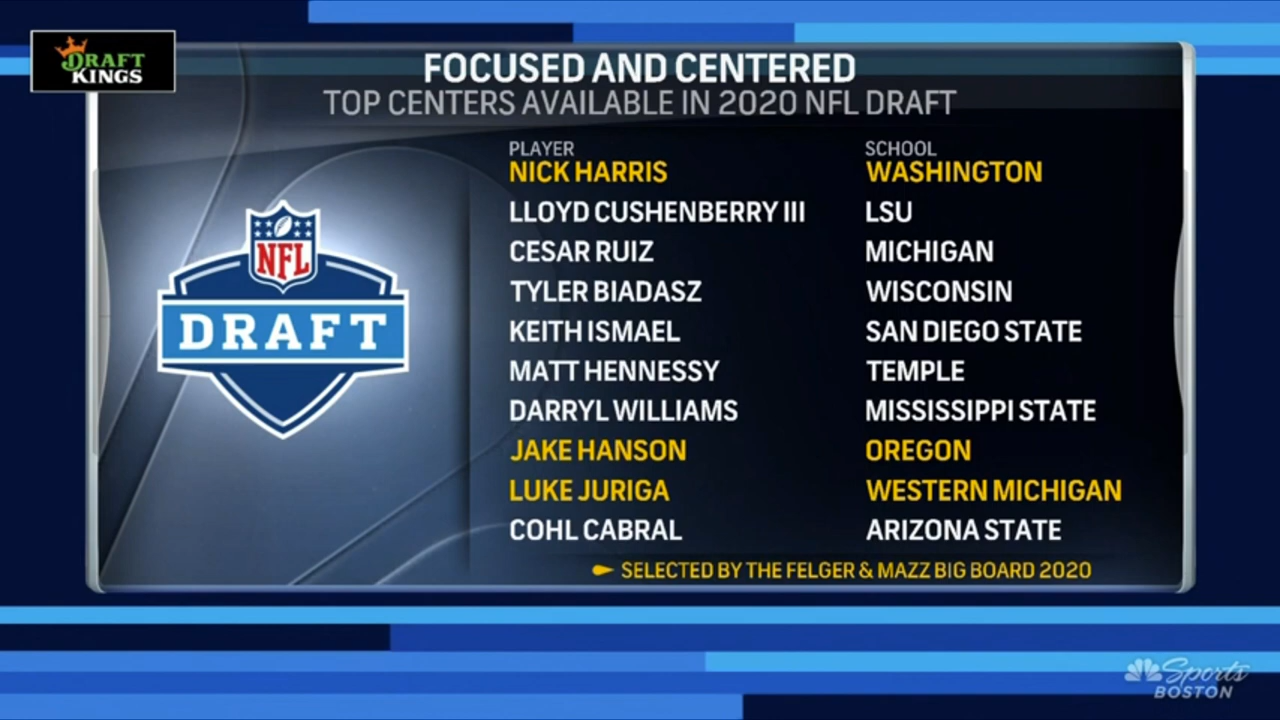 DRAFT
KINGS
FOCUSED AND CENTERED
TOP CENTERS AVAILABLE IN 2020 NFL DRAFT
PLAYER SCHOOL
NICK HARRIS WASHINGTON
LLOYD CUSHENBERRY III LSU
CESAR RUIZ MICHIGAN
TYLER BIADASZ WISCONSIN
KEITH ISMAEL SAN DIEGO STATE
MATT HENNESSY TEMPLE
DARRYL WILLIAMS MISSISSIPPI STATE
JAKE HANSON OREGON
LUKE JURIGA WESTERN MICHIGAN
COHL CABRAL ARIZONA STATE
SELECTED BY THE FELGER & MAZZ BIG BOARD 2020
NFL
DRAFT
Sports
BOSTON